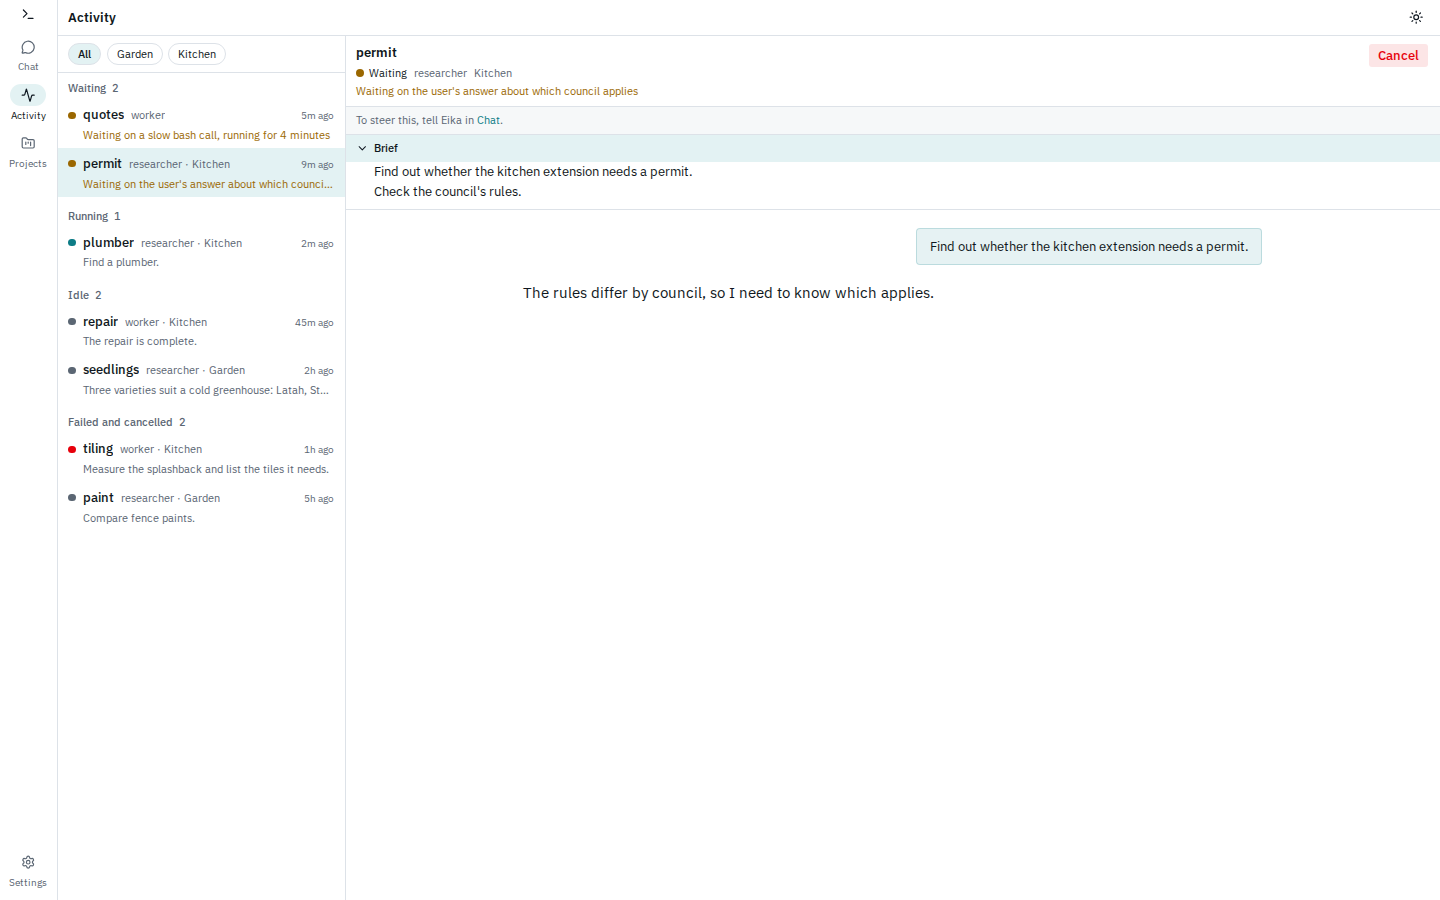 Activity
Chat
Activity
Projects
Settings
All Garden Kitchen
Waiting 2
quotes worker 5m ago
Waiting on a slow bash call, running for 4 minutes
permit researcher · Kitchen 9m ago
Waiting on the user's answer about which counci...
Running 1
plumber researcher · Kitchen 2m ago
Find a plumber.
Idle 2
repair worker · Kitchen 45m ago
The repair is complete.
seedlings researcher · Garden 2h ago
Three varieties suit a cold greenhouse: Latah, St...
Failed and cancelled 2
tiling worker · Kitchen 1h ago
Measure the splashback and list the tiles it needs.
paint researcher · Garden 5h ago
Compare fence paints.
permit
Cancel
Waiting researcher Kitchen
Waiting on the user's answer about which council applies
To steer this, tell Eika in Chat.
Brief
Find out whether the kitchen extension needs a permit.
Check the council's rules.
Find out whether the kitchen extension needs a permit.
The rules differ by council, so I need to know which applies.